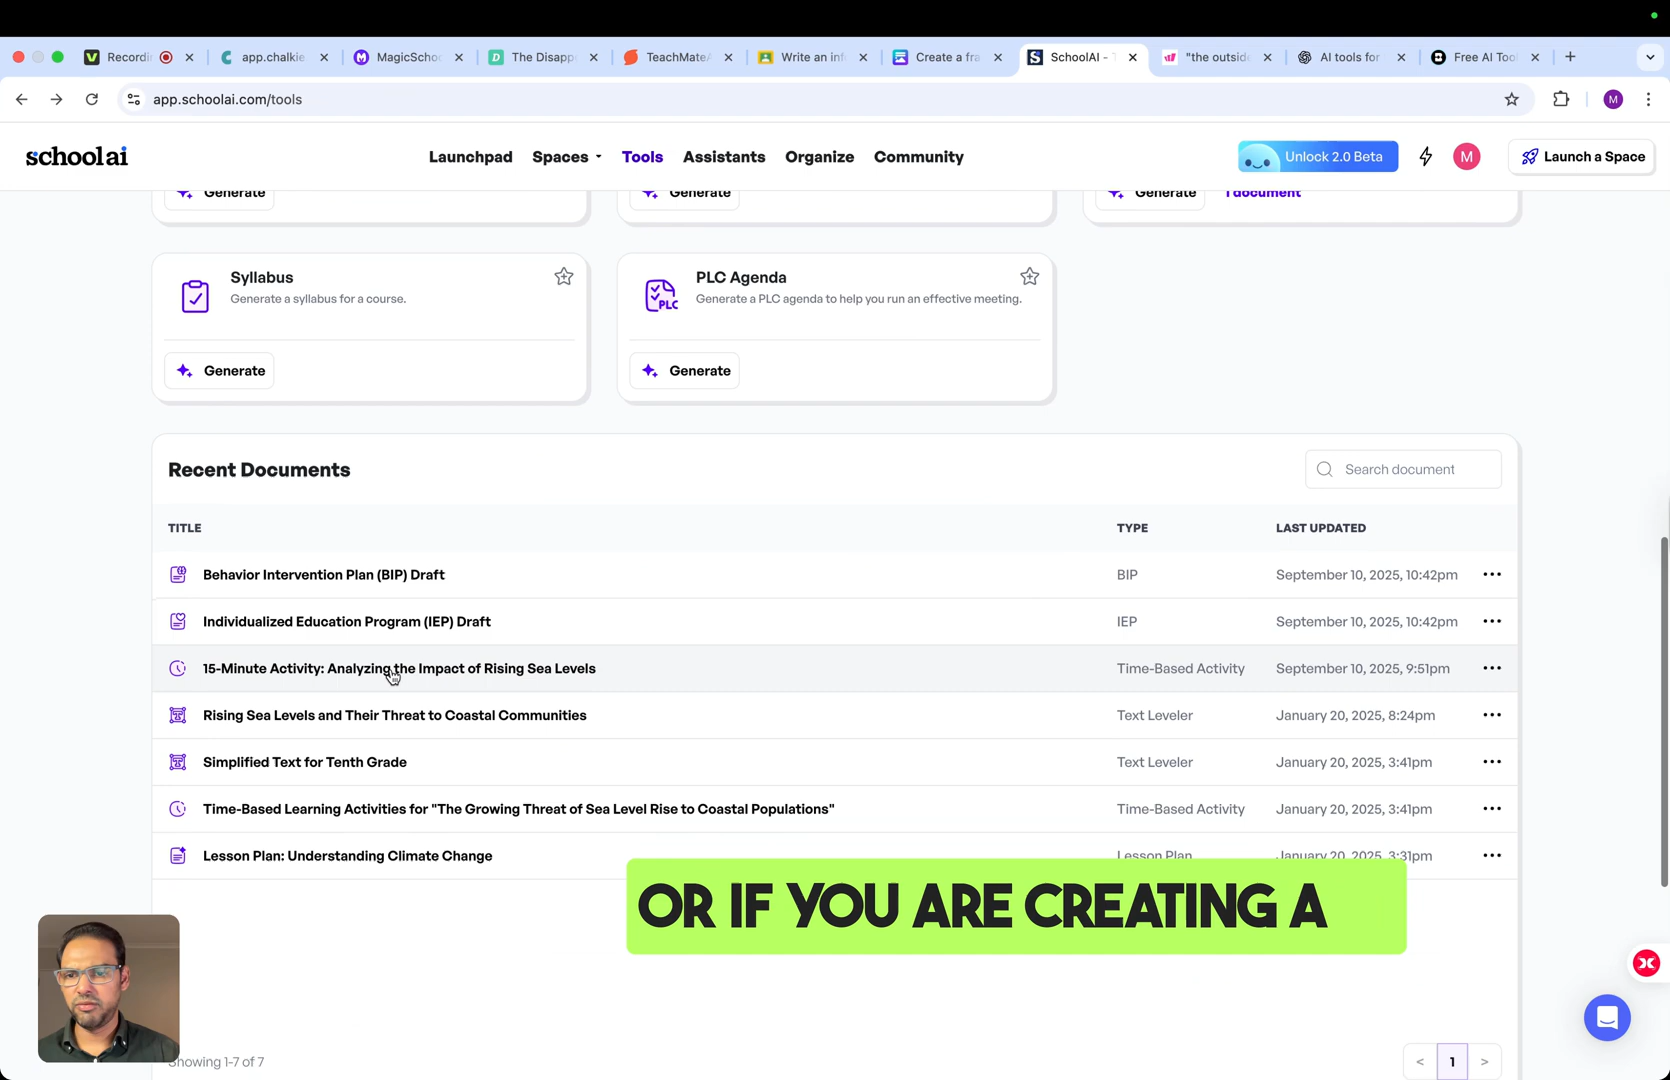 Recordin
app.chalkie
MagicSchoo
The Disapp
TeachMateA
Write an inf
Create a fra
SchoolAI - T
"the outside
AI tools for
Free AI Tool
app.schoolai.com/tools
M
school ai
Launchpad
Spaces
Tools
Assistants
Organize
Community
Unlock 2.0 Beta
M
Launch a Space
Generate
Generate
Generate
1 document
Syllabus
Generate a syllabus for a course.
Generate
PLC
PLC Agenda
Generate a PLC agenda to help you run an effective meeting.
Generate
Recent Documents
Search document
TITLE TYPE LAST UPDATED
Behavior Intervention Plan (BIP) Draft BIP September 10, 2025, 10:42pm
Individualized Education Program (IEP) Draft IEP September 10, 2025, 10:42pm
15-Minute Activity: Analyzing the Impact of Rising Sea Levels Time-Based Activity September 10, 2025, 9:51pm
Rising Sea Levels and Their Threat to Coastal Communities Text Leveler January 20, 2025, 8:24pm
Simplified Text for Tenth Grade Text Leveler January 20, 2025, 3:41pm
Time-Based Learning Activities for "The Growing Threat of Sea Level Rise to Coastal Populations" Time-Based Activity January 20, 2025, 3:41pm
Lesson Plan: Understanding Climate Change Lesson Plan January 20, 2025, 3:31pm
OR IF YOU ARE CREATING A
Showing 1-7 of 7
< 1 >